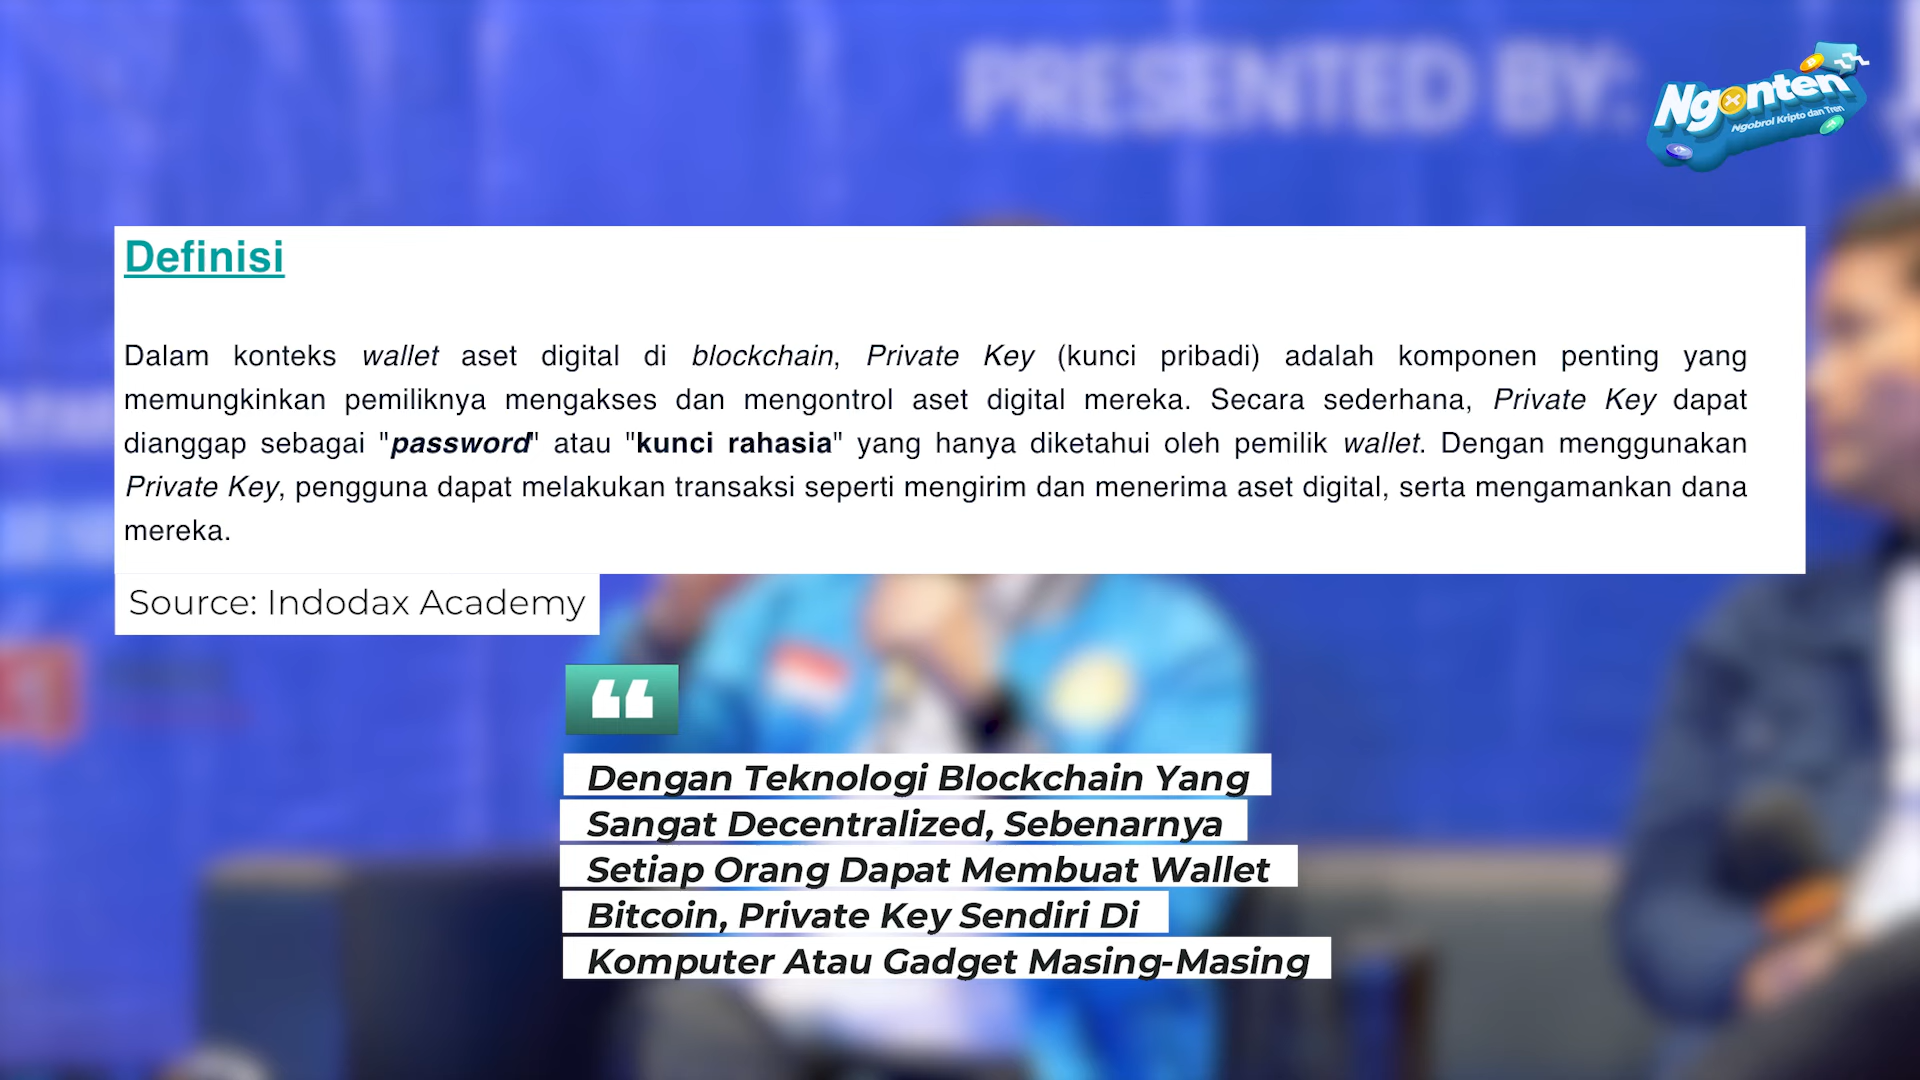 PRESENTED BY:
Ngonten
Ngobrol Kripto dan Tren
Definisi
Dalam konteks wallet aset digital di blockchain, Private Key (kunci pribadi) adalah komponen penting yang
memungkinkan pemiliknya mengakses dan mengontrol aset digital mereka. Secara sederhana, Private Key dapat
dianggap sebagai "password" atau "kunci rahasia" yang hanya diketahui oleh pemilik wallet. Dengan menggunakan
Private Key, pengguna dapat melakukan transaksi seperti mengirim dan menerima aset digital, serta mengamankan dana
mereka.
Source: Indodax Academy
“
Dengan Teknologi Blockchain Yang
Sangat Decentralized, Sebenarnya
Setiap Orang Dapat Membuat Wallet
Bitcoin, Private Key Sendiri Di
Komputer Atau Gadget Masing-Masing